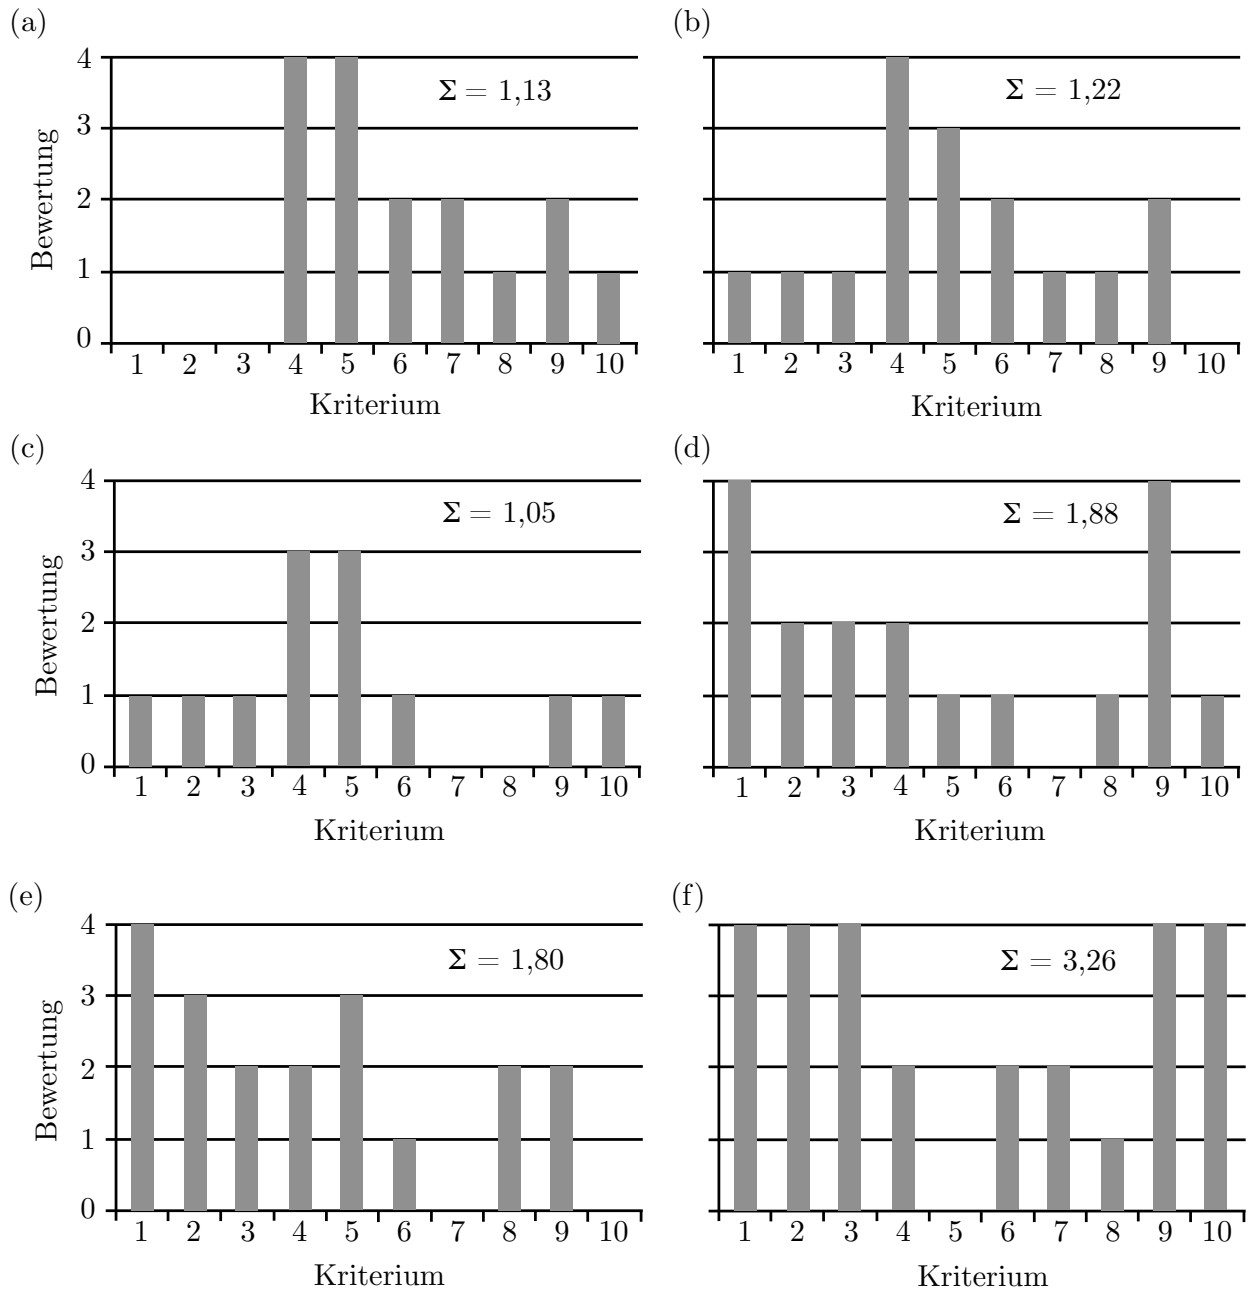 (a)
Σ = 1,13
Bewertung
4
3
2
1
0
1 2 3 4 5 6 7 8 9 10
Kriterium
(b)
Σ = 1,22
1 2 3 4 5 6 7 8 9 10
Kriterium
(c)
Σ = 1,05
Bewertung
4
3
2
1
0
1 2 3 4 5 6 7 8 9 10
Kriterium
(d)
Σ = 1,88
1 2 3 4 5 6 7 8 9 10
Kriterium
(e)
Σ = 1,80
Bewertung
4
3
2
1
0
1 2 3 4 5 6 7 8 9 10
Kriterium
(f)
Σ = 3,26
1 2 3 4 5 6 7 8 9 10
Kriterium